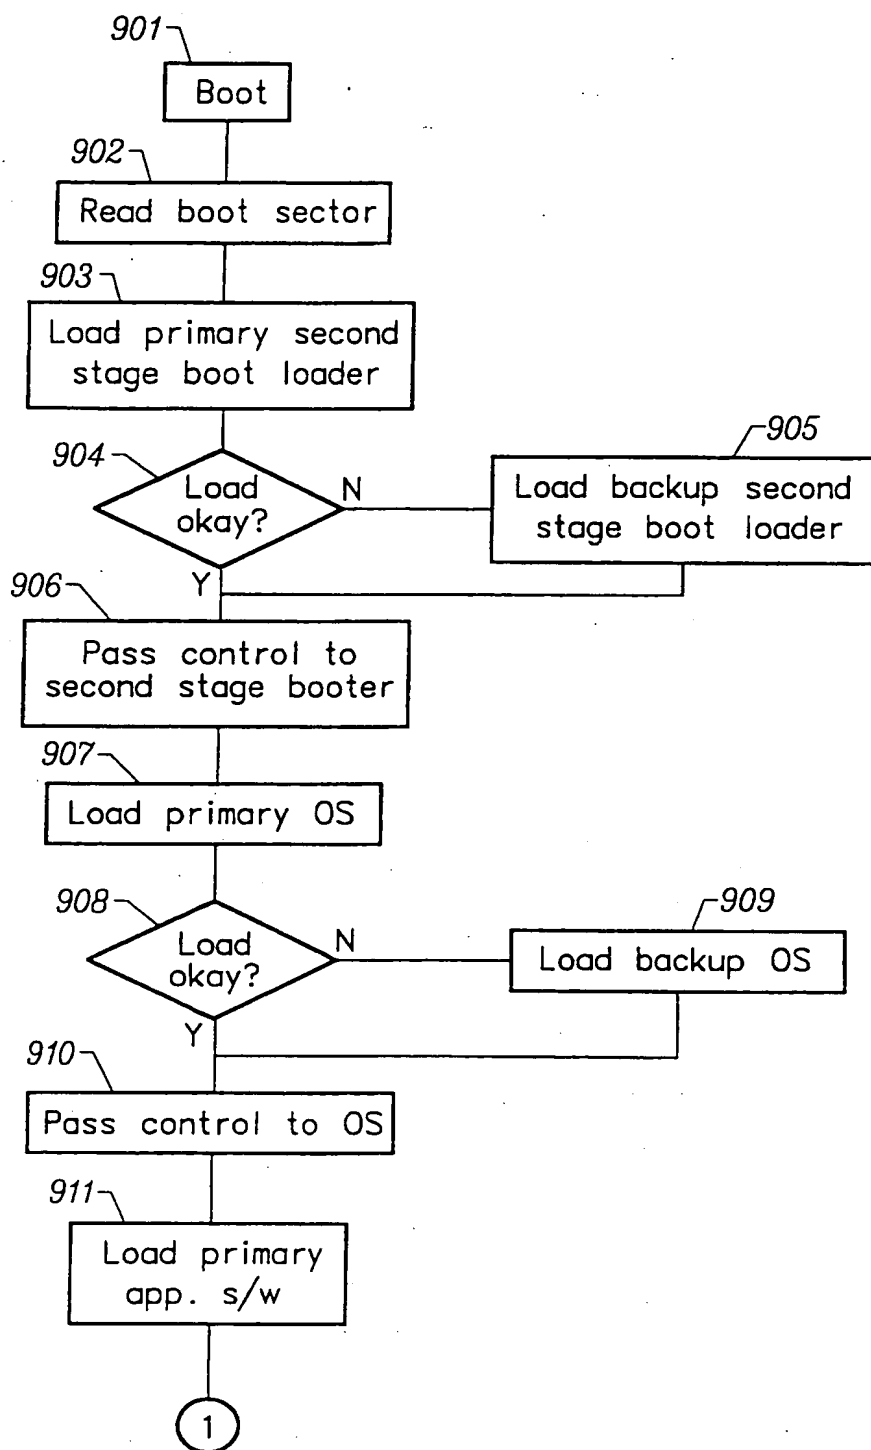 901
Boot
902
Read boot sector
903
Load primary second
stage boot loader
904
Load
okay?
N
Y
905
Load backup second
stage boot loader
906
Pass control to
second stage booter
907
Load primary OS
908
Load
okay?
N
Y
909
Load backup OS
910
Pass control to OS
911
Load primary
app. s/w
1